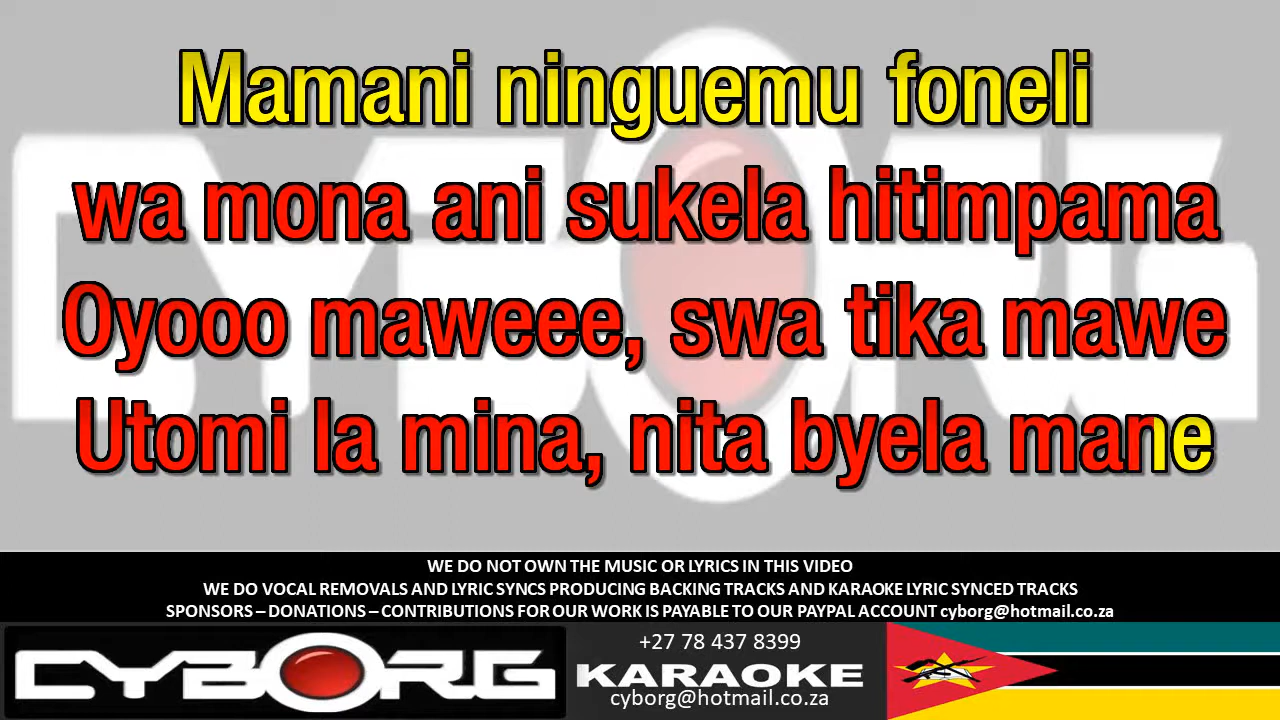 Mamani ninguemu foneli
wa mona ani sukela hitimpama
Oyooo maweee, swa tika mawe
Utomi la mina, nita byela mane
WE DO NOT OWN THE MUSIC OR LYRICS IN THIS VIDEO
WE DO VOCAL REMOVALS AND LYRIC SYNCS PRODUCING BACKING TRACKS AND KARAOKE LYRIC SYNCED TRACKS
SPONSORS – DONATIONS – CONTRIBUTIONS FOR OUR WORK IS PAYABLE TO OUR PAYPAL ACCOUNT cyborg@hotmail.co.za
CYBORG
+27 78 437 8399
KARAOKE
cyborg@hotmail.co.za